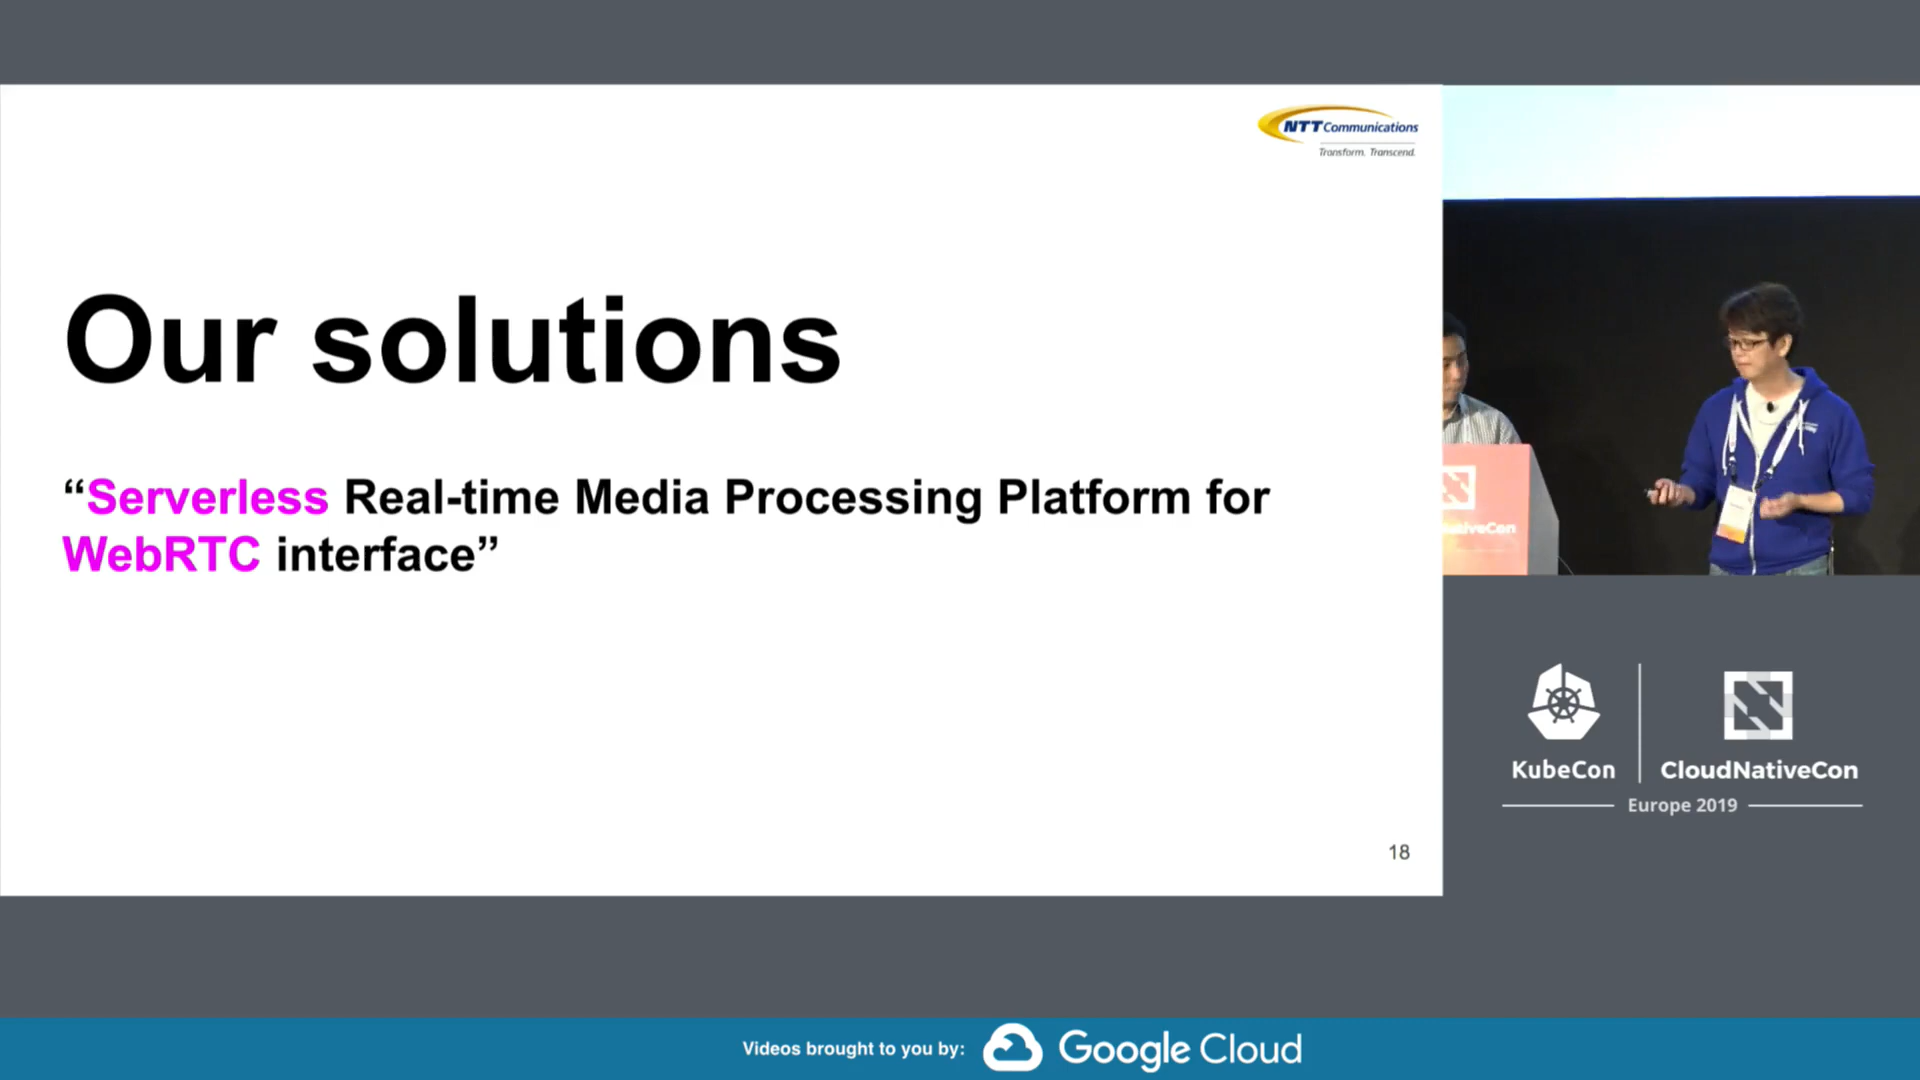 NTT Communications
Transform. Transcend.
Our solutions
“Serverless Real-time Media Processing Platform for
WebRTC interface”
18
KubeCon
CloudNativeCon
Europe 2019
Videos brought to you by:
Google Cloud